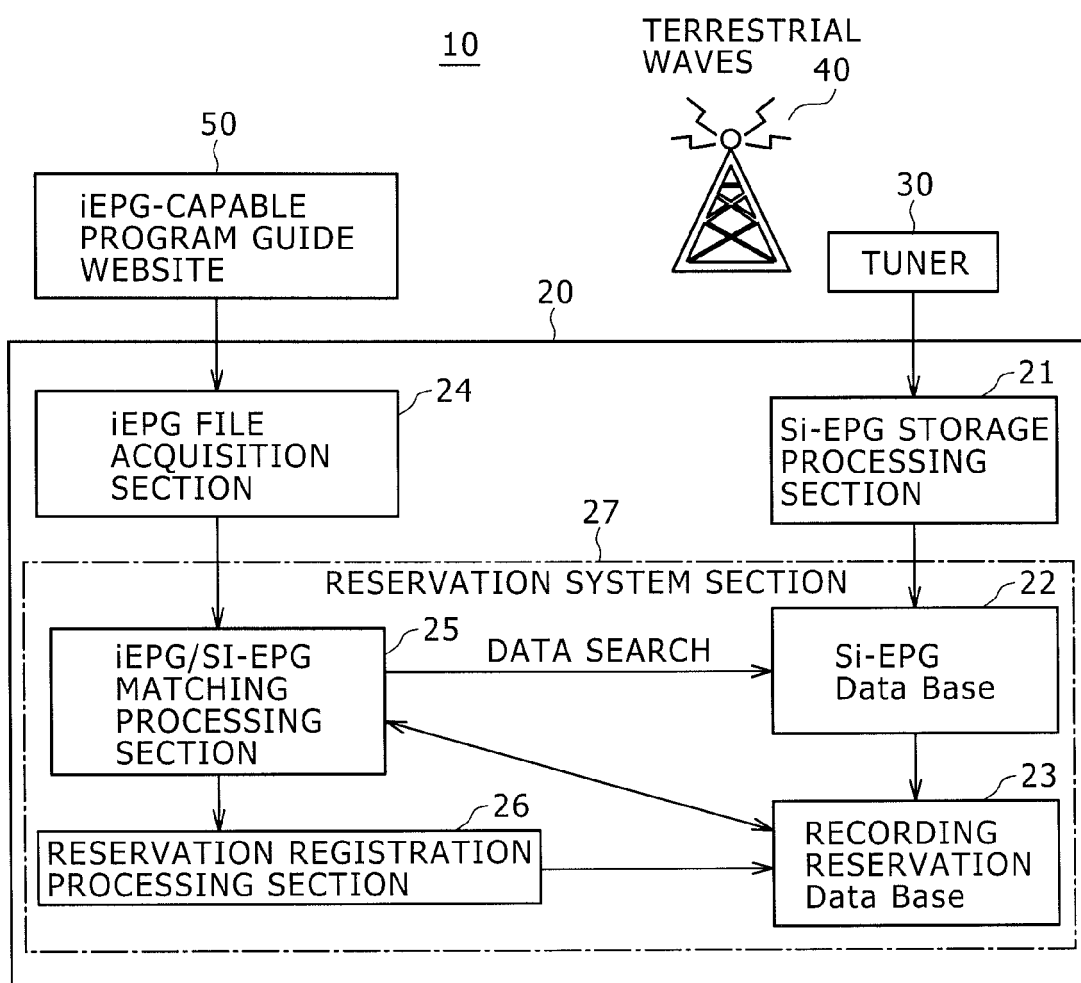 10
TERRESTRIAL
WAVES
40
50
iEPG-CAPABLE
PROGRAM GUIDE
WEBSITE
30
TUNER
20
24
iEPG FILE
ACQUISITION
SECTION
21
Si-EPG STORAGE
PROCESSING
SECTION
27
RESERVATION SYSTEM SECTION
25
iEPG/SI-EPG
MATCHING
PROCESSING
SECTION
DATA SEARCH
22
Si-EPG
Data Base
26
RESERVATION REGISTRATION
PROCESSING SECTION
23
RECORDING
RESERVATION
Data Base